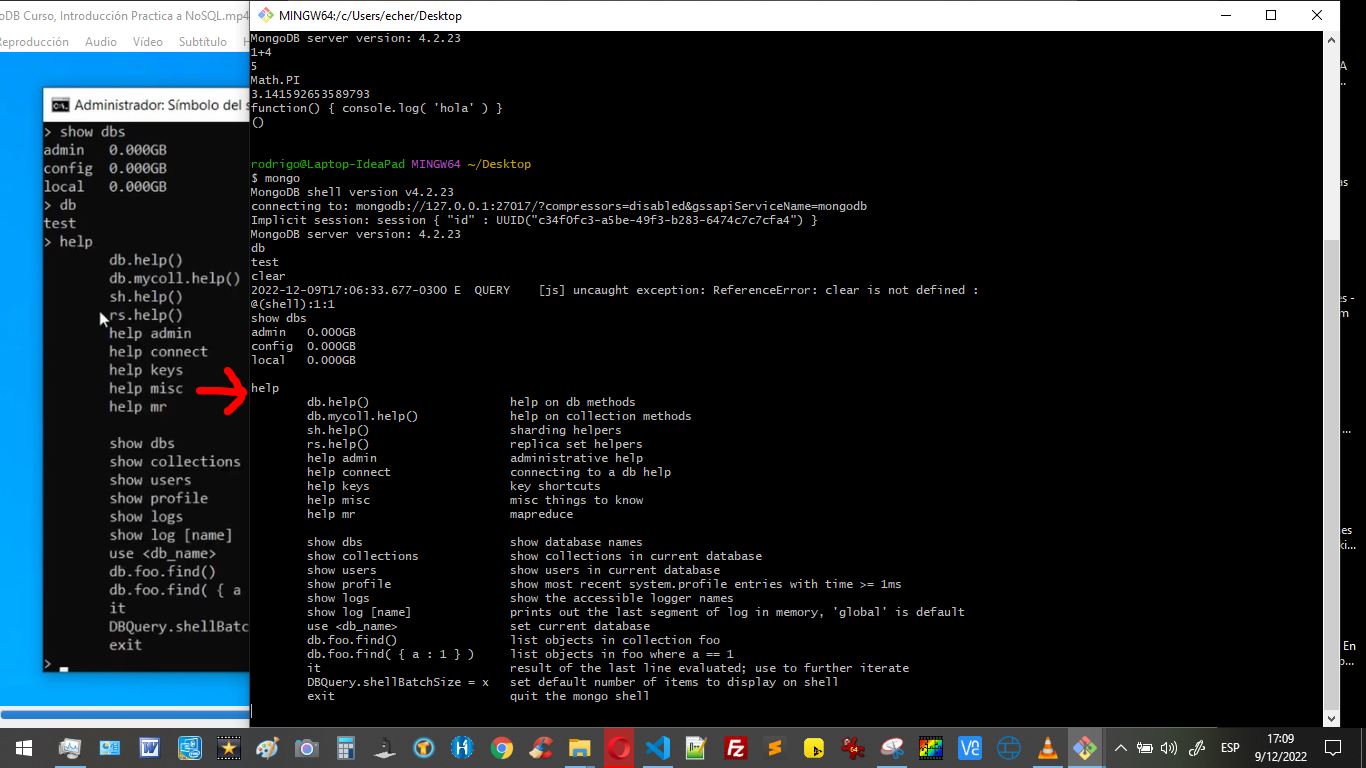 oDB Curso, Introducción Practica a NoSQL.mp4
Reproducción Audio Vídeo Subtítulo
Administrador: Símbolo del s
> show dbs
admin 0.000GB
config 0.000GB
local 0.000GB
> db
test
> help
db.help()
db.mycoll.help()
sh.help()
rs.help()
help admin
help connect
help keys
help misc
help mr
show dbs
show collections
show users
show profile
show logs
show log [name]
use <db_name>
db.foo.find()
db.foo.find( { a
it
DBQuery.shellBatc
exit
>
MINGW64:/c/Users/echer/Desktop
MongoDB server version: 4.2.23
1+4
5
Math.PI
3.141592653589793
function() { console.log( 'hola' ) }
()
rodrigo@Laptop-IdeaPad MINGW64 ~/Desktop
$ mongo
MongoDB shell version v4.2.23
connecting to: mongodb://127.0.0.1:27017/?compressors=disabled&gssapiServiceName=mongodb
Implicit session: session { "id" : UUID("c34f0fc3-a5be-49f3-b283-6474c7c7cfa4") }
MongoDB server version: 4.2.23
db
test
clear
2022-12-09T17:06:33.677-0300 E  QUERY    [js] uncaught exception: ReferenceError: clear is not defined :
@(shell):1:1
show dbs
admin   0.000GB
config  0.000GB
local   0.000GB
help
db.help() help on db methods
db.mycoll.help() help on collection methods
sh.help() sharding helpers
rs.help() replica set helpers
help admin administrative help
help connect connecting to a db help
help keys key shortcuts
help misc misc things to know
help mr mapreduce
show dbs show database names
show collections show collections in current database
show users show users in current database
show profile show most recent system.profile entries with time >= 1ms
show logs show the accessible logger names
show log [name] prints out the last segment of log in memory, 'global' is default
use <db_name> set current database
db.foo.find() list objects in collection foo
db.foo.find( { a : 1 } ) list objects in foo where a == 1
it result of the last line evaluated; use to further iterate
DBQuery.shellBatchSize = x set default number of items to display on shell
exit quit the mongo shell
ESP
17:09
9/12/2022